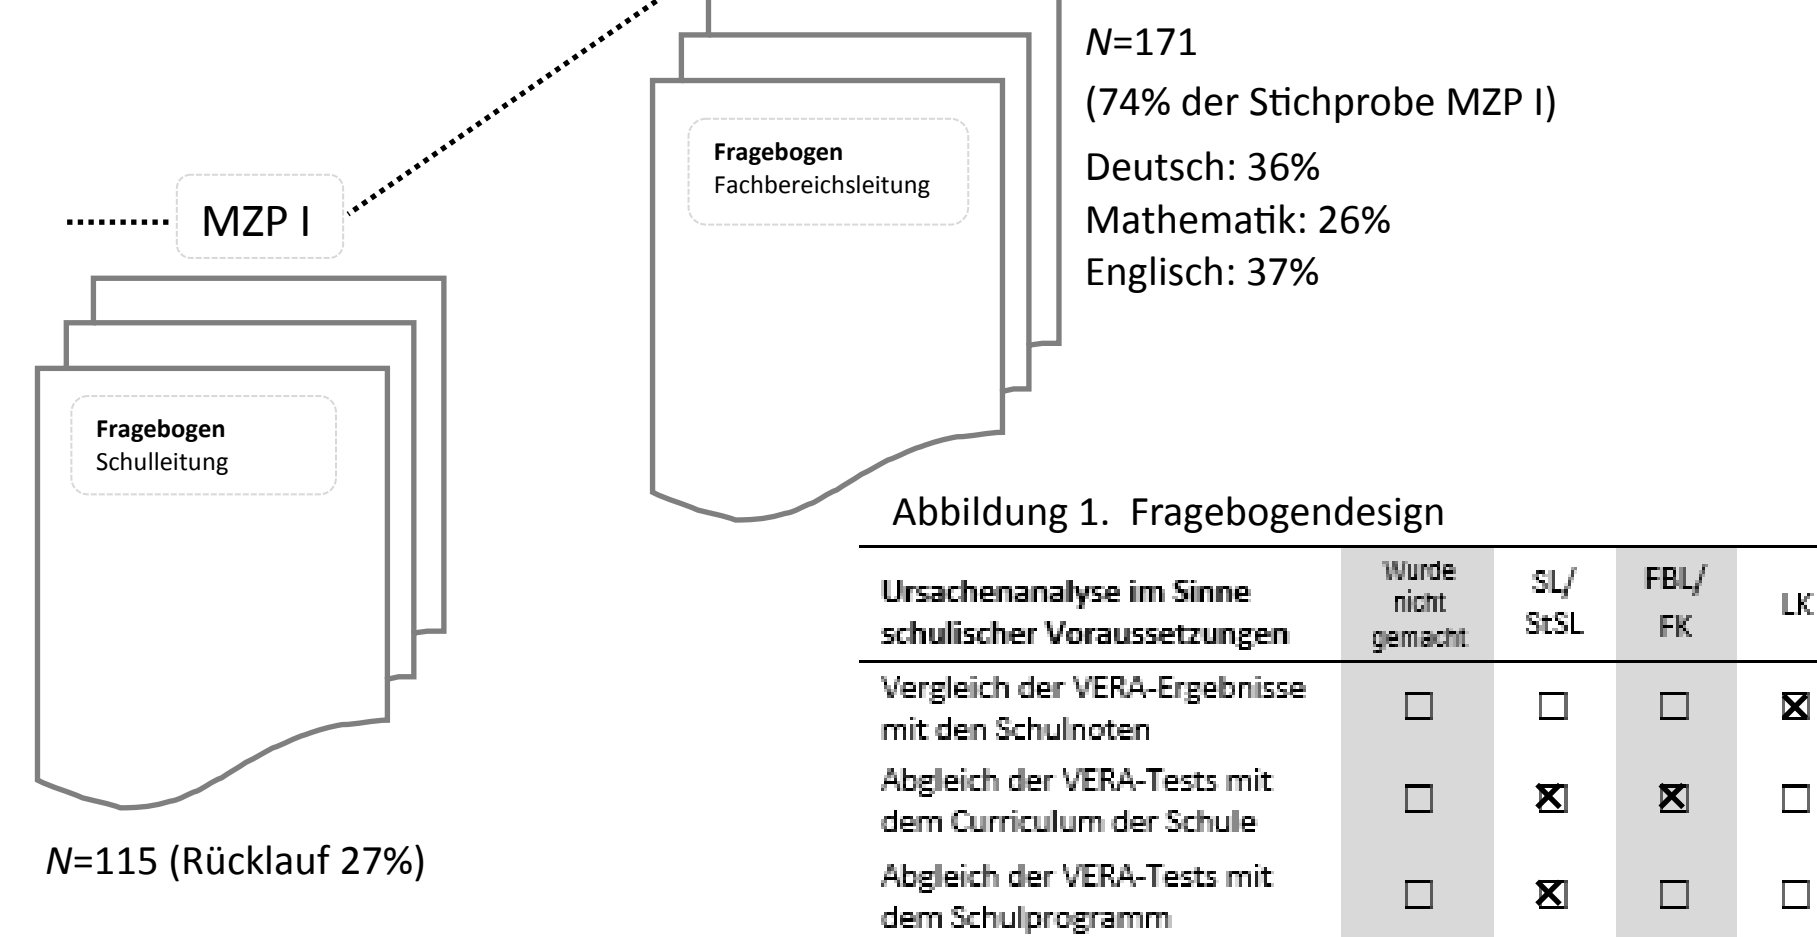 N=171
(74% der Stichprobe MZP I)
Deutsch: 36%
Mathematik: 26%
Englisch: 37%
Fragebogen
Fachbereichsleitung
MZP I
Fragebogen
Schulleitung
N=115 (Rücklauf 27%)
Abbildung 1. Fragebogendesign
Ursachenanalyse im Sinne
schulischer Voraussetzungen
Wurde
nicht
gemacht
SL/
StSL
FBL/
FK
LK
Vergleich der VERA-Ergebnisse
mit den Schulnoten
Abgleich der VERA-Tests mit
dem Curriculum der Schule
Abgleich der VERA-Tests mit
dem Schulprogramm